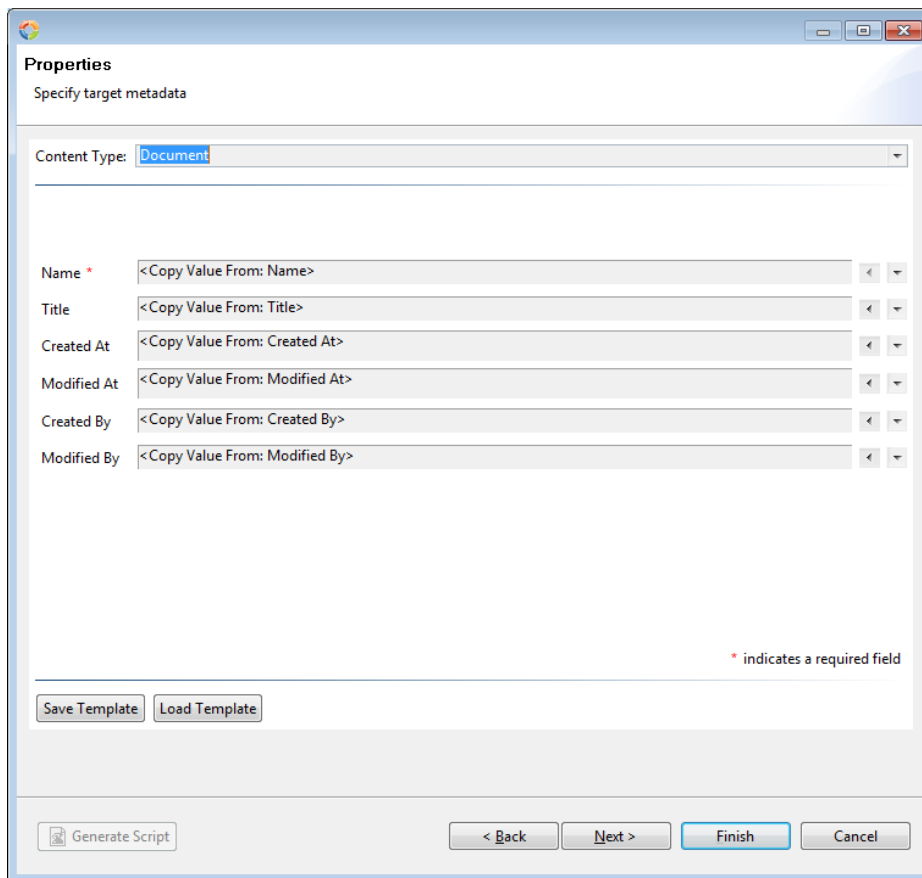 Properties
Specify target metadata
Content Type: Document
Name * <Copy Value From: Name>
Title <Copy Value From: Title>
Created At <Copy Value From: Created At>
Modified At <Copy Value From: Modified At>
Created By <Copy Value From: Created By>
Modified By <Copy Value From: Modified By>
* indicates a required field
Save Template Load Template
Generate Script < Back Next > Finish Cancel